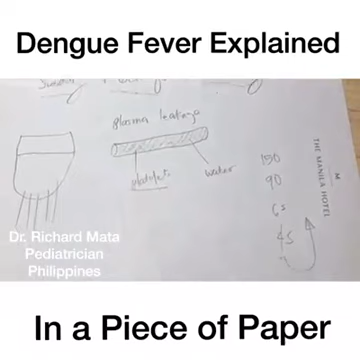 Dengue Fever Explained
plasma leakage
platelets
water
150
90
65
45
M
THE MANILA HOTEL
Dr. Richard Mata
Pediatrician
Philippines
In a Piece of Paper